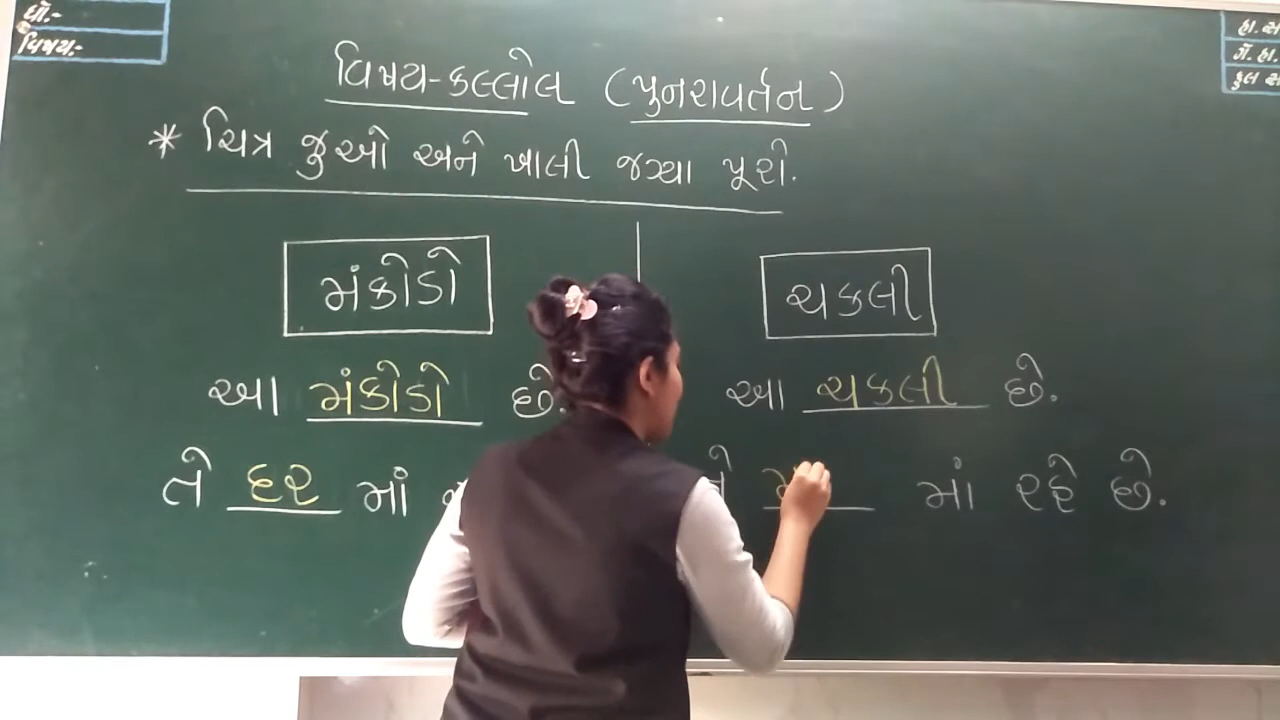 ધો.-
વિષય:-
વિષય-કલ્લોલ (પુનરાવર્તન)
* ચિત્ર જુઓ અને ખાલી જગ્યા પૂરો.
મંકોડો
ચકલી
આ મંકોડો છે.
આ ચકલી છે.
તે દર માં
માં રહે છે.
કુલ